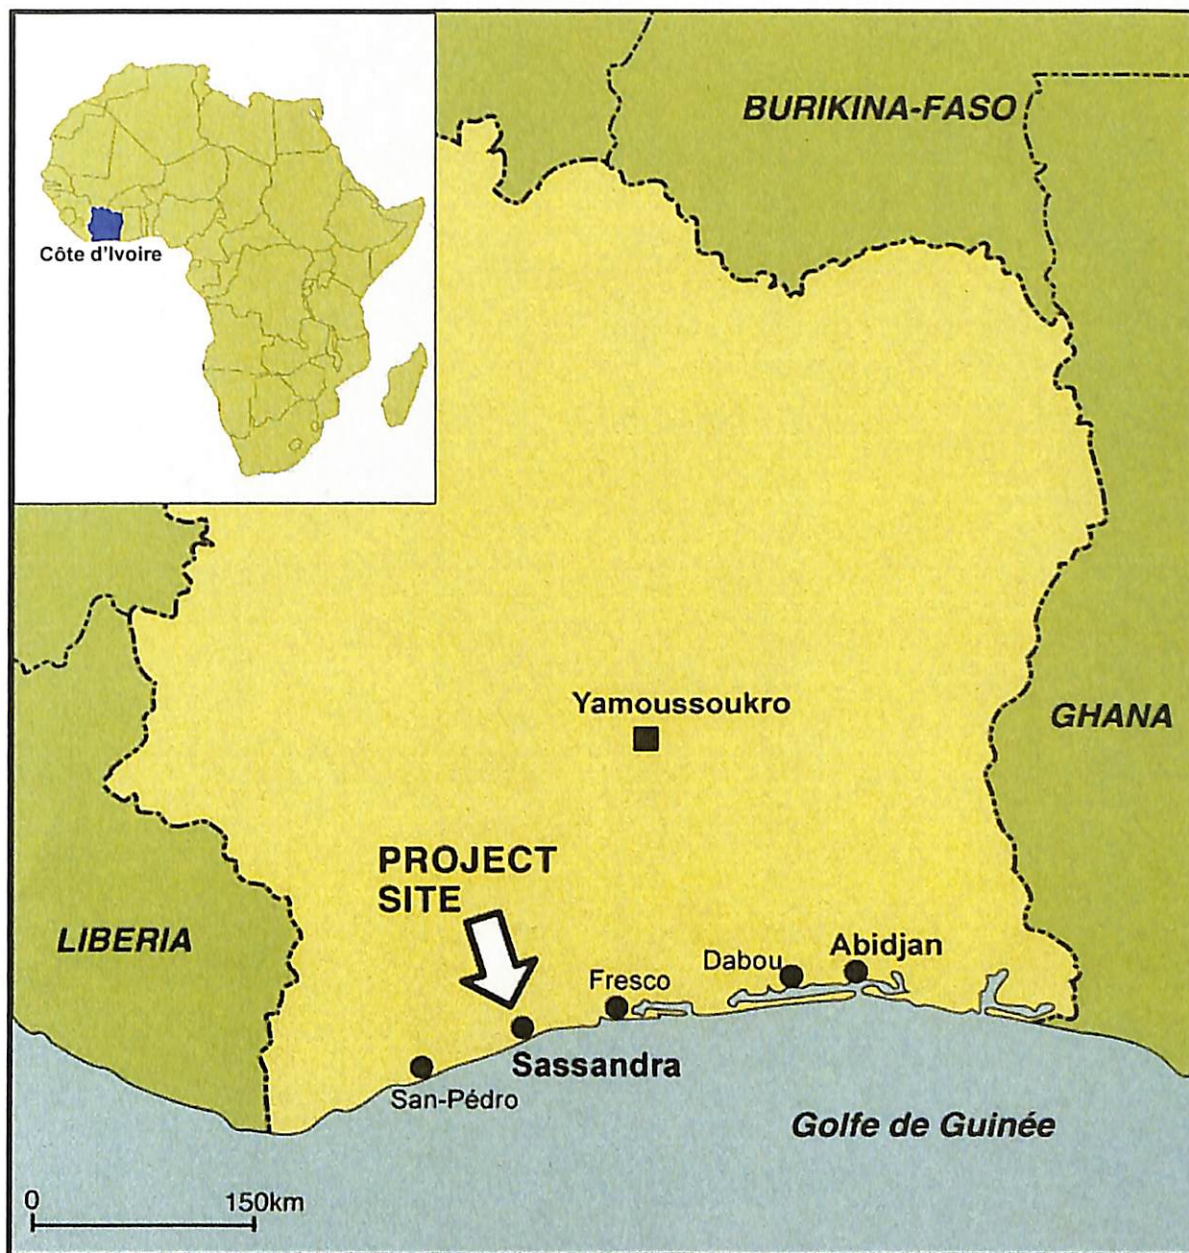 BURIKINA-FASO
Côte d'Ivoire
Yamoussoukro
GHANA
PROJECT
SITE
LIBERIA
Abidjan
Dabou
Fresco
Sassandra
San-Pédro
Golfe de Guinée
0 150km